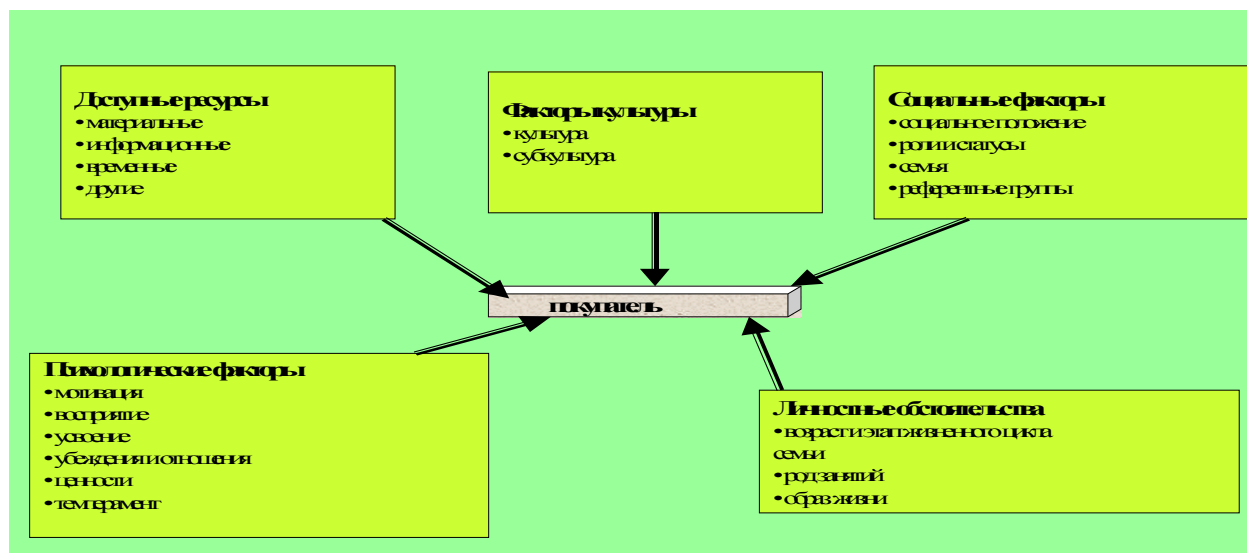 Доступные ресурсы
•материальные
•информационные
•временные
•другие
Факторы культуры
•культура
•субкультура
Социальные факторы
•социальное положение
•роли и статусы
•семья
•референтные группы
покупатель
Психологические факторы
•мотивация
•восприятие
•усвоение
•убеждения и отношения
•ценности
•темперамент
Личностные обстоятельства
•возраст и этап жизненного цикла
семьи
•род занятий
•образ жизни